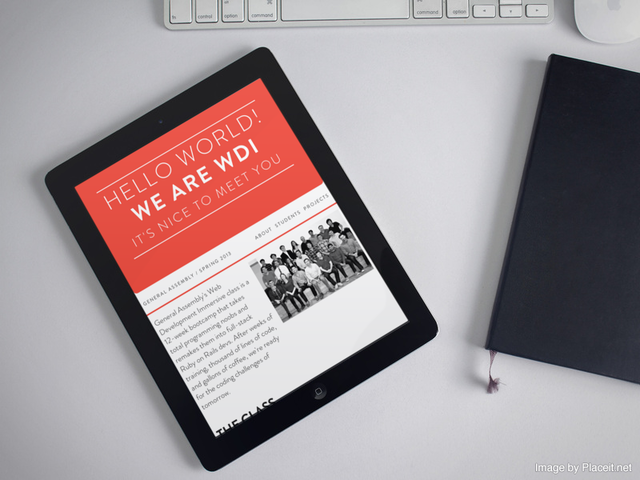 fn control option command
command option
HELLO WORLD!
WE ARE WDI
IT'S NICE TO MEET YOU
GENERAL ASSEMBLY / SPRING 2013
ABOUT STUDENTS PROJECTS
General Assembly's Web
Development Immersive class is a
12-week bootcamp that takes
total programming noobs and
remakes them into full-stack
Ruby on Rails devs. After weeks of
training, thousand of lines of code,
and gallons of coffee, we're ready
for the coding challenges of
tomorrow.
THE CLASS
Image by Placeit.net